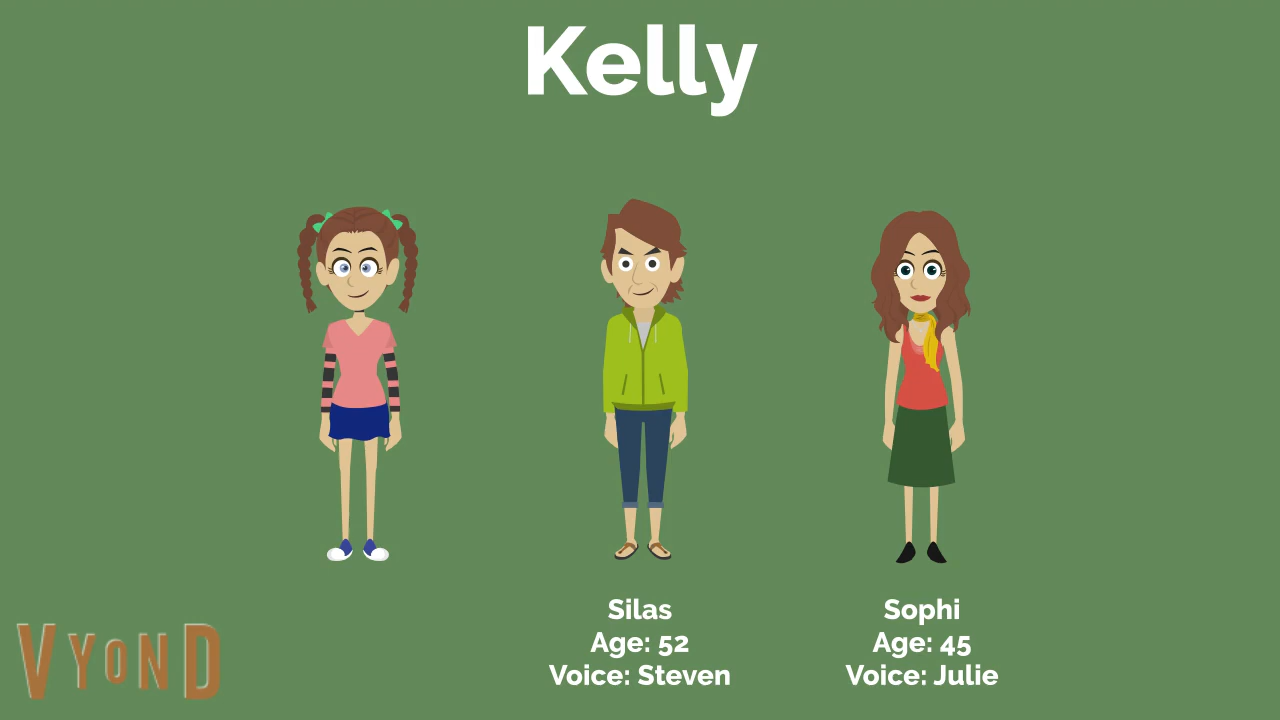 Kelly
Silas
Age: 52
Voice: Steven
Sophi
Age: 45
Voice: Julie
VYOND